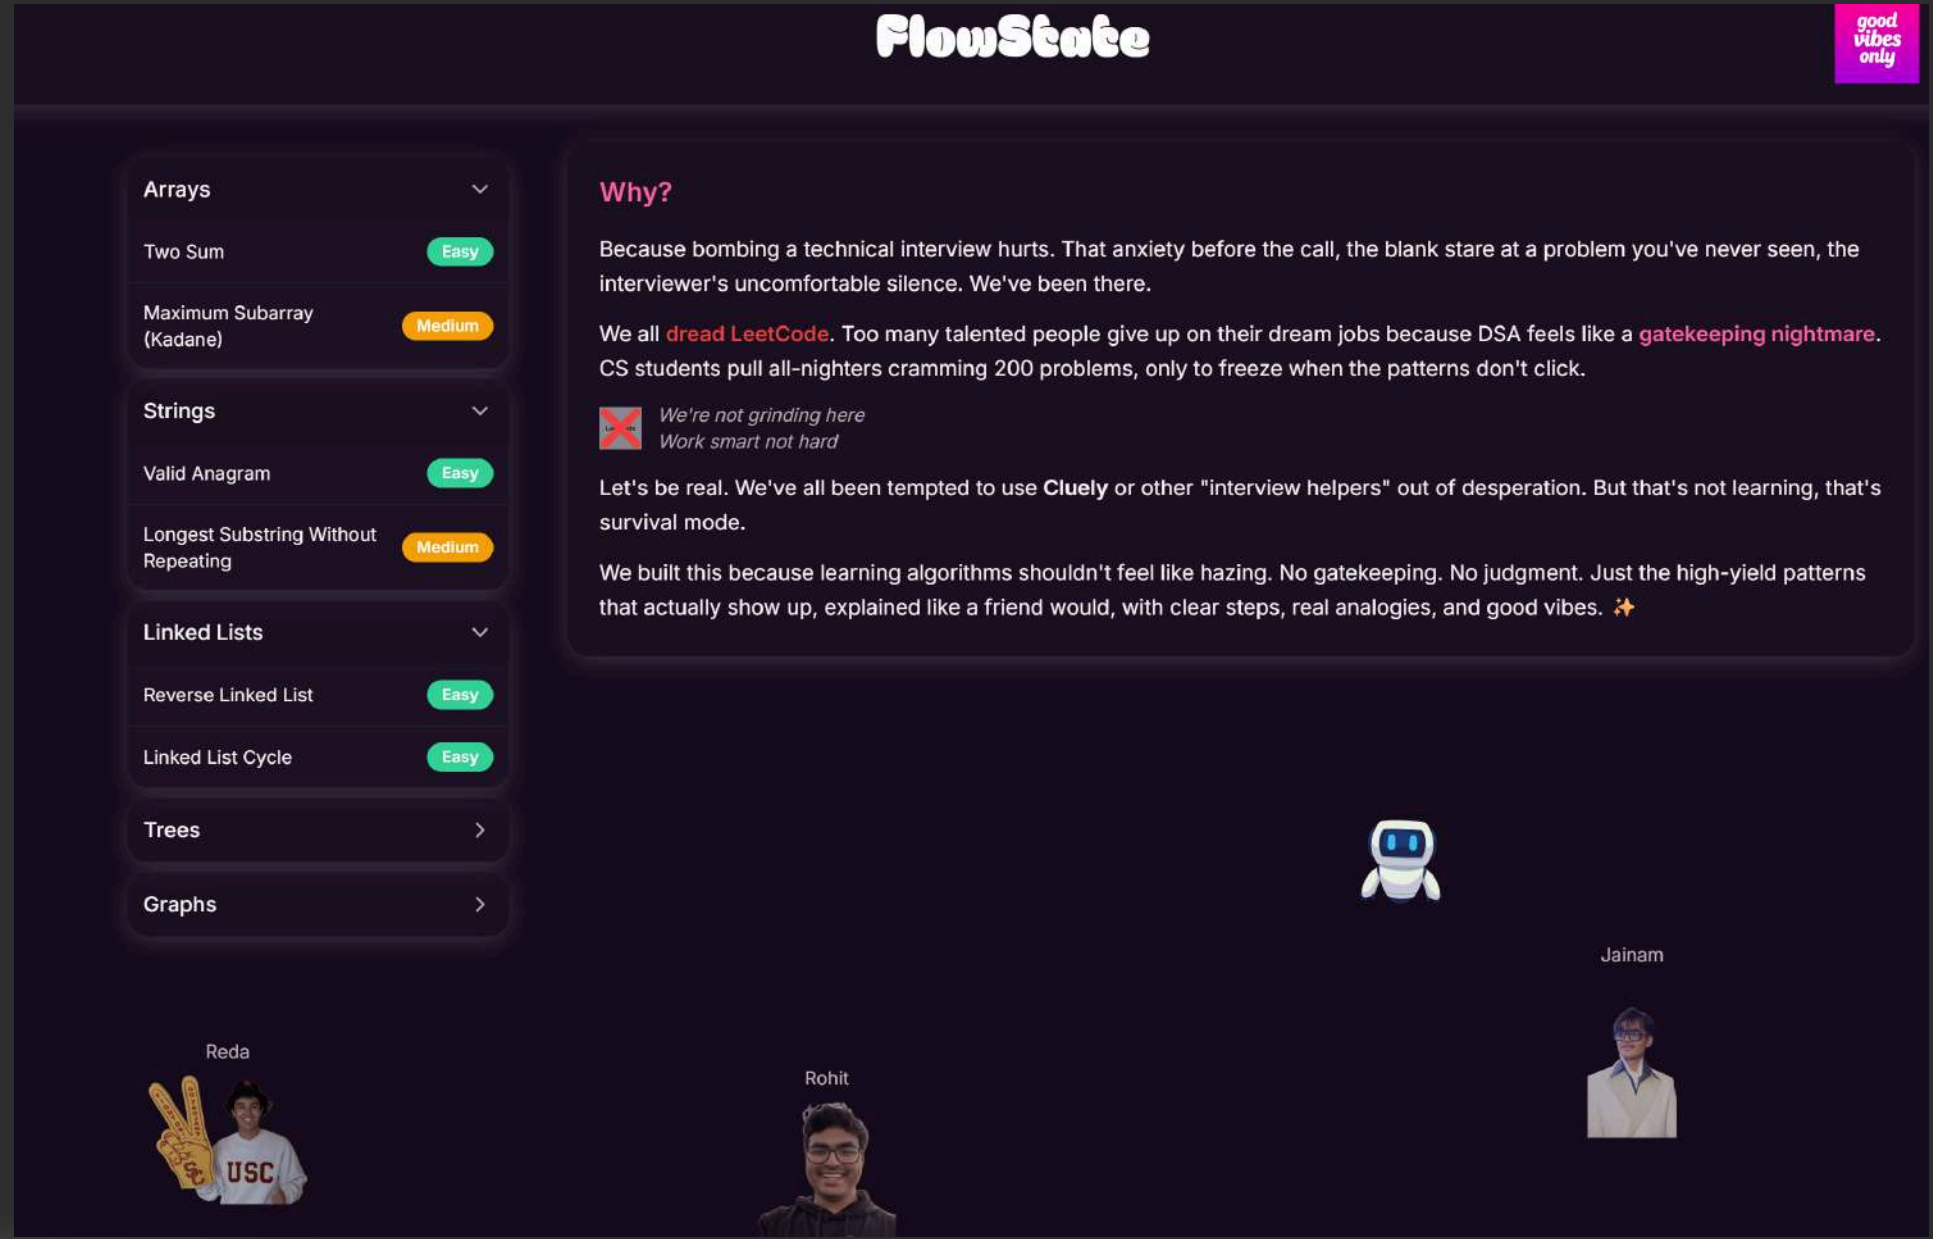 FlowState
good
vibes
only
Arrays
Two Sum
Easy
Maximum Subarray
(Kadane)
Medium
Strings
Valid Anagram
Easy
Longest Substring Without
Repeating
Medium
Linked Lists
Reverse Linked List
Easy
Linked List Cycle
Easy
Trees
Graphs
Why?
Because bombing a technical interview hurts. That anxiety before the call, the blank stare at a problem you've never seen, the
interviewer's uncomfortable silence. We've been there.
We all dread LeetCode. Too many talented people give up on their dream jobs because DSA feels like a gatekeeping nightmare.
CS students pull all-nighters cramming 200 problems, only to freeze when the patterns don't click.
We're not grinding here
Work smart not hard
Let's be real. We've all been tempted to use Cluely or other "interview helpers" out of desperation. But that's not learning, that's
survival mode.
We built this because learning algorithms shouldn't feel like hazing. No gatekeeping. No judgment. Just the high-yield patterns
that actually show up, explained like a friend would, with clear steps, real analogies, and good vibes. ✨
Jainam
Reda
Rohit
USC